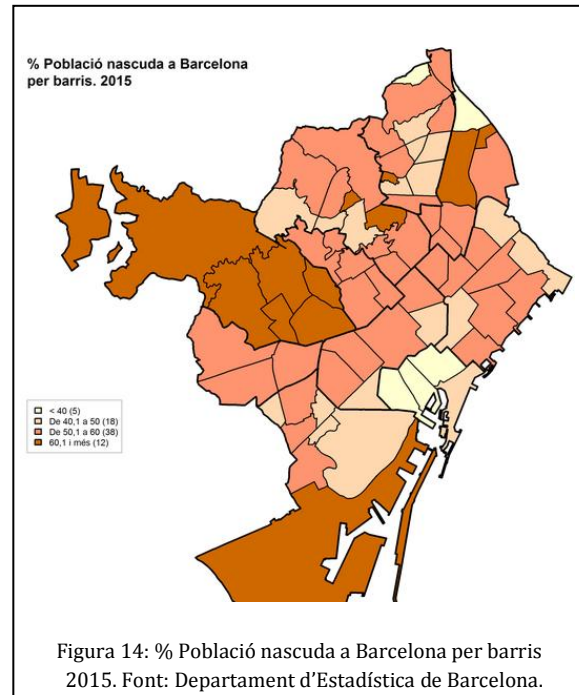 % Població nascuda a Barcelona
per barris. 2015
< 40 (5)
De 40,1 a 50 (18)
De 50,1 a 60 (38)
60,1 i més (12)
Figura 14: % Població nascuda a Barcelona per barris
2015. Font: Departament d’Estadística de Barcelona.